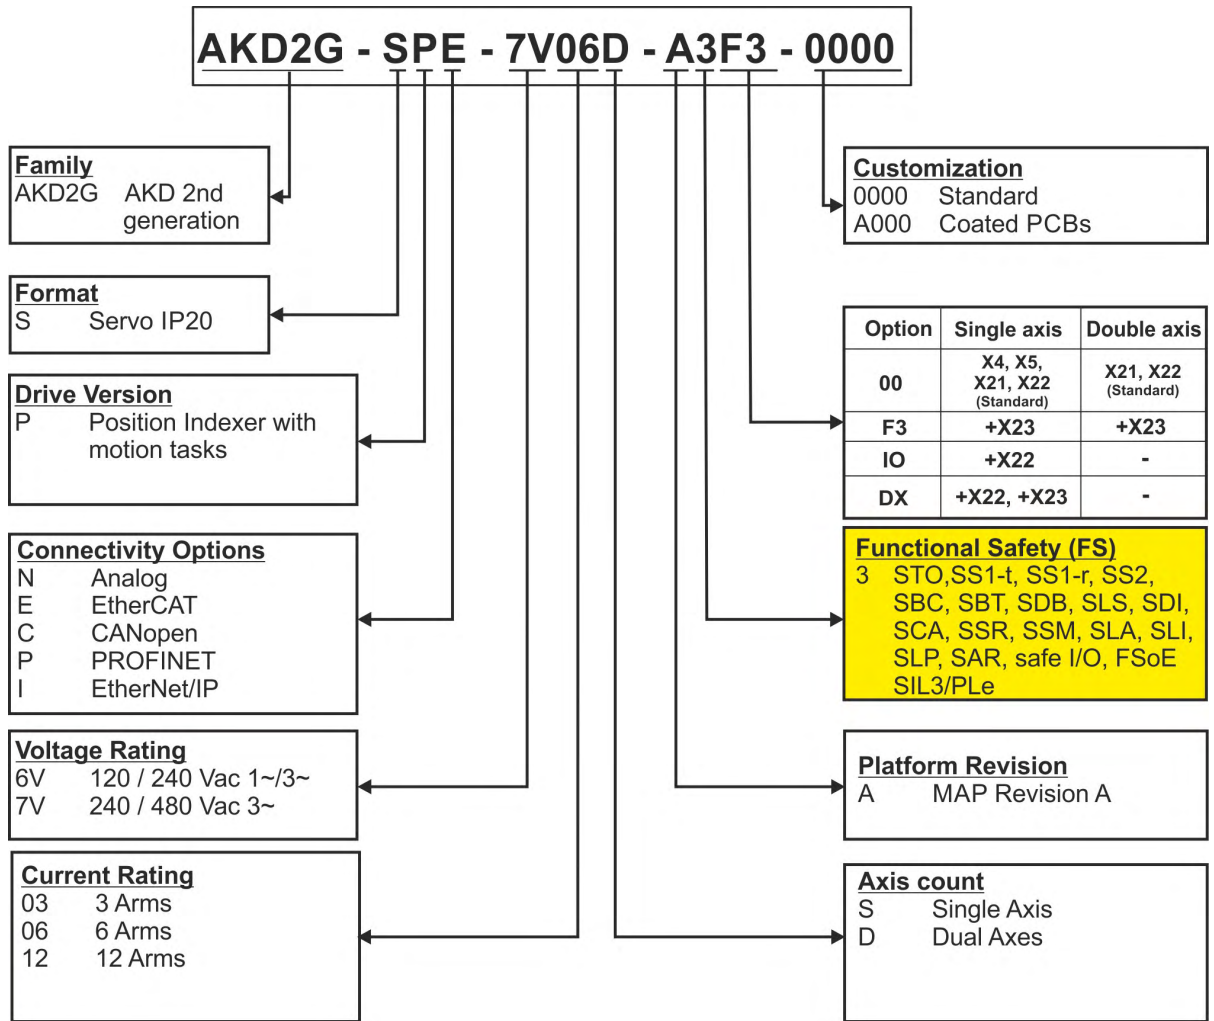 AKD2G - SPE - 7V06D - A3F3 - 0000
Family
AKD2G AKD 2nd
generation
Format
S Servo IP20
Drive Version
P Position Indexer with
motion tasks
Connectivity Options
N Analog
E EtherCAT
C CANopen
P PROFINET
I EtherNet/IP
Voltage Rating
6V 120 / 240 Vac 1~/3~
7V 240 / 480 Vac 3~
Current Rating
03 3 Arms
06 6 Arms
12 12 Arms
Customization
0000 Standard
A000 Coated PCBs
Option Single axis Double axis
00 X4, X5, X21, X22 (Standard) X21, X22 (Standard)
F3 +X23 +X23
IO +X22 -
DX +X22, +X23 -
Functional Safety (FS)
3 STO,SS1-t, SS1-r, SS2,
SBC, SBT, SDB, SLS, SDI,
SCA, SSR, SSM, SLA, SLI,
SLP, SAR, safe I/O, FSoE
SIL3/PLe
Platform Revision
A MAP Revision A
Axis count
S Single Axis
D Dual Axes